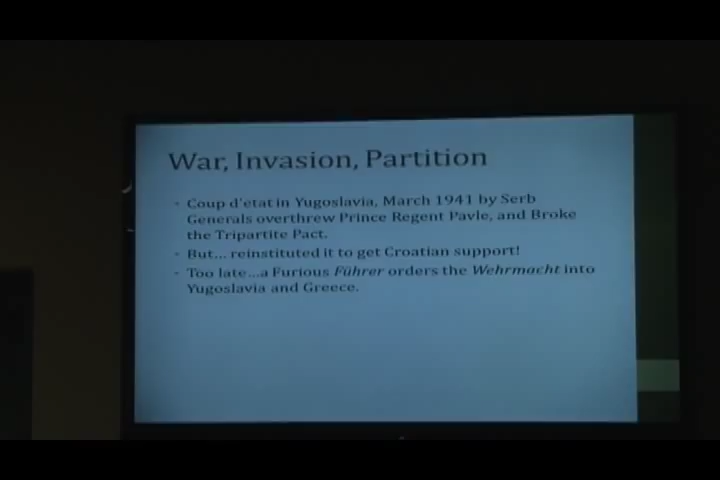 War, Invasion, Partition
Coup d'etat in Yugoslavia, March 1941 by Serb
Generals overthrew Prince Regent Pavle, and Broke
the Tripartite Pact.
But... reinstituted it to get Croatian support!
Too late...a Furious Führer orders the Wehrmacht into
Yugoslavia and Greece.